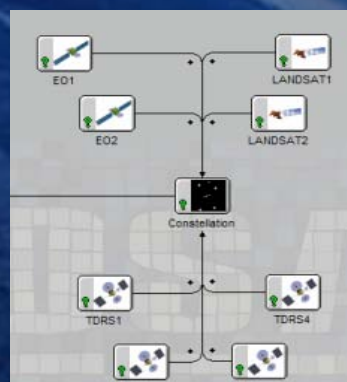 EO1
LANDSAT1
EO2
LANDSAT2
Constellation
TDRS1
TDRS4